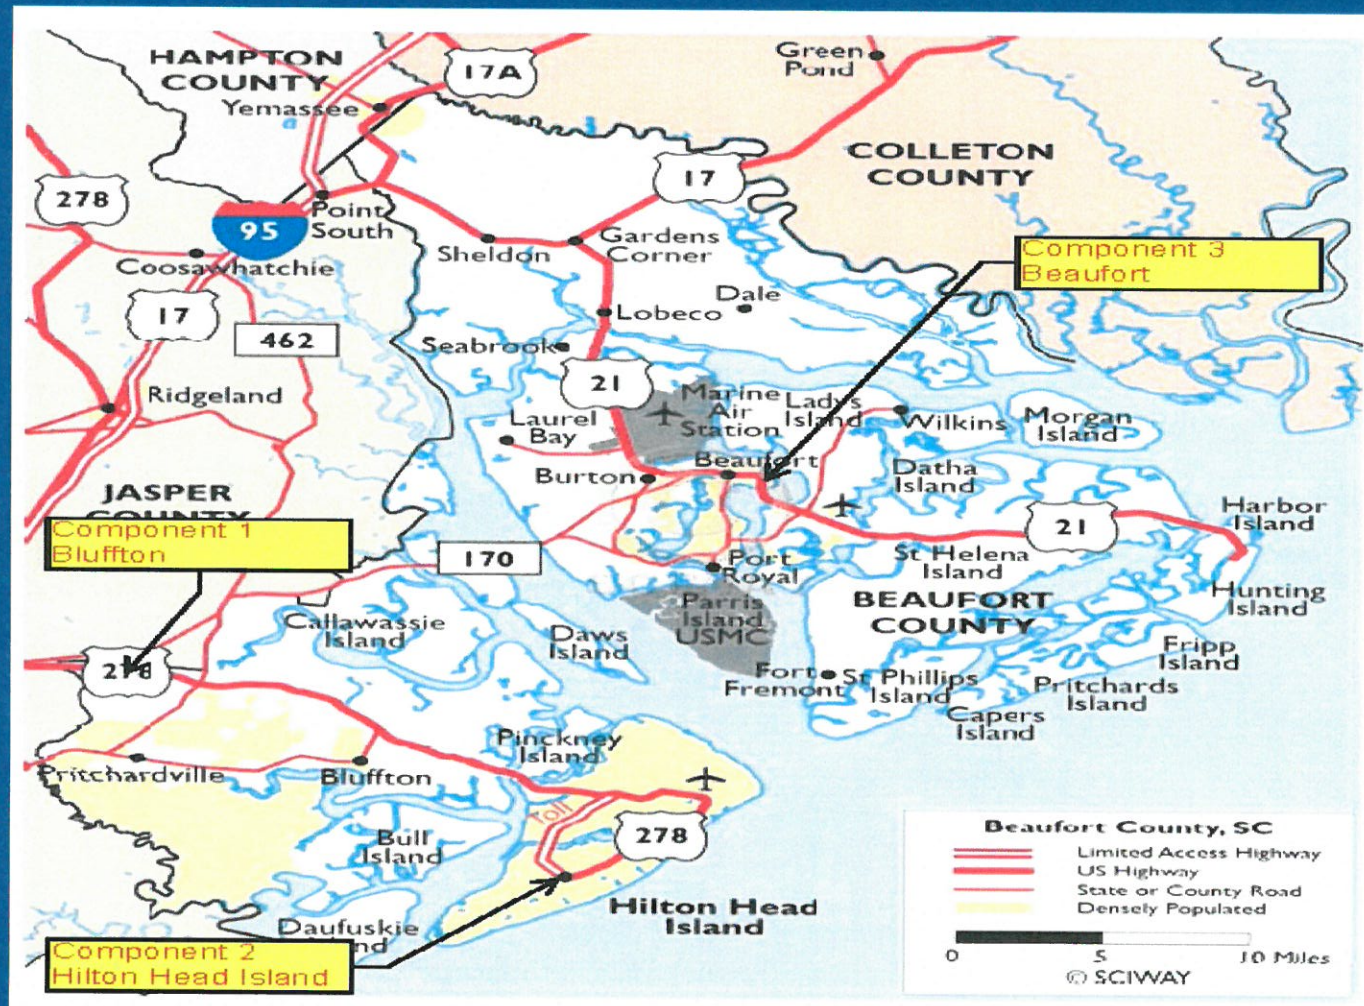 HAMPTON
COUNTY
17A
Green
Pond
Yemassee
COLLETON
COUNTY
17
278
Point
South
95
Gardens
Corner
Sheldon
Component 3
Beaufort
Coosawhatchie
Dale
17
Lobeco
462
Seabrook
21
Marine
Air
Station
Ladys
Island
Ridgeland
Laurel
Bay
Wilkins
Morgan
Island
Beaufort
Burton
Datha
Island
JASPER
COUNTY
Harbor
Island
Component 1
Bluffton
21
170
St Helena
Island
Port
Royal
Hunting
Island
Parris
Island
USMC
BEAUFORT
COUNTY
Callawassie
Island
Daws
Island
Fripp
Island
278
Fort
Fremont
St Phillips
Island
Pritchards
Island
Capers
Island
Pinckney
Island
Pritchardville
Bluffton
Toll
278
Bull
Island
Beaufort County, SC
Limited Access Highway
US Highway
State or County Road
Densely Populated
Hilton Head
Island
Daufuskie
nd
Component 2
Hilton Head Island
0 5 10 Miles
© SCIWAY